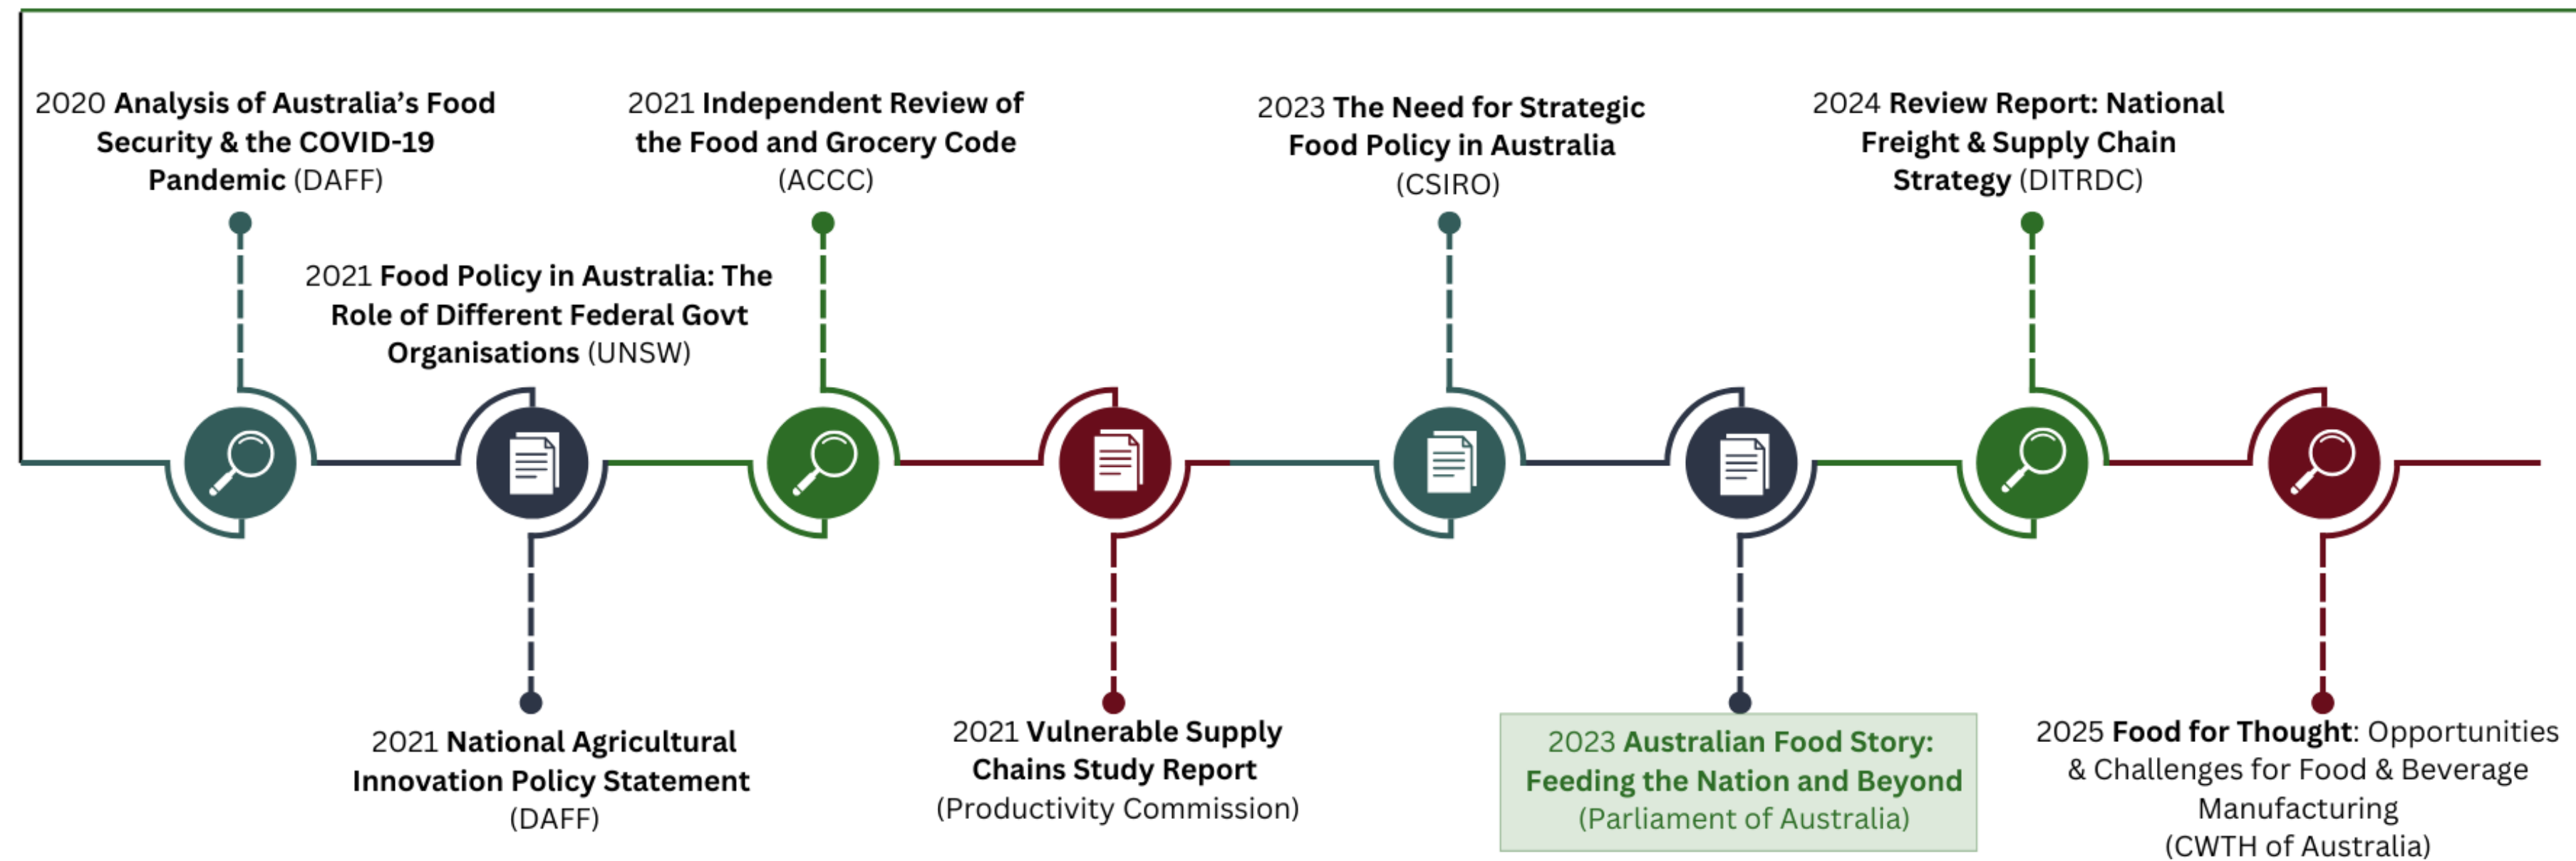 2020 Analysis of Australia's Food
Security & the COVID-19
Pandemic (DAFF)
2021 Food Policy in Australia: The
Role of Different Federal Govt
Organisations (UNSW)
2021 National Agricultural
Innovation Policy Statement
(DAFF)
2021 Independent Review of
the Food and Grocery Code
(ACCC)
2021 Vulnerable Supply
Chains Study Report
(Productivity Commission)
2023 The Need for Strategic
Food Policy in Australia
(CSIRO)
2023 Australian Food Story:
Feeding the Nation and Beyond
(Parliament of Australia)
2024 Review Report: National
Freight & Supply Chain
Strategy (DITRDC)
2025 Food for Thought: Opportunities
& Challenges for Food & Beverage
Manufacturing
(CWTH of Australia)